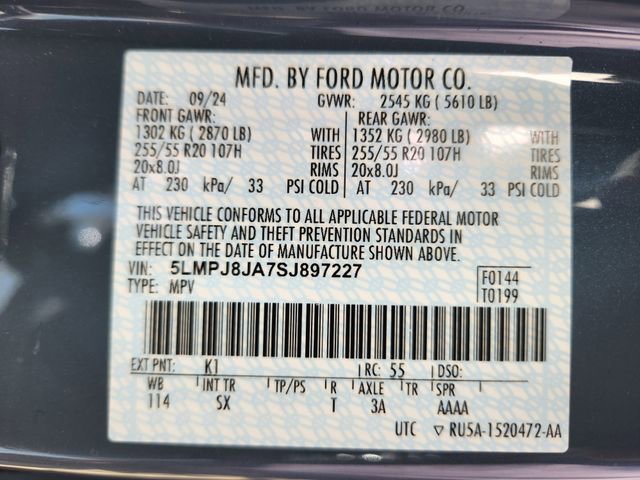 MFD. BY FORD MOTOR CO.
MFD. BY FORD MOTOR CO.
DATE: 09/24 GVWR: 2545 KG ( 5610 LB)
FRONT GAWR: REAR GAWR:
1302 KG ( 2870 LB) WITH 1352 KG ( 2980 LB) WITH
255/55 R20 107H TIRES 255/55 R20 107H TIRES
20x8.0J RIMS 20x8.0J RIMS
AT 230 kPa/ 33 PSI COLD AT 230 kPa/ 33 PSI COLD
THIS VEHICLE CONFORMS TO ALL APPLICABLE FEDERAL MOTOR
VEHICLE SAFETY AND THEFT PREVENTION STANDARDS IN
EFFECT ON THE DATE OF MANUFACTURE SHOWN ABOVE.
VIN: 5LMPJ8JA7SJ897227 F0144
TYPE: MPV T0199
EXT PNT: K1 RC: 55 DSO:
WB INT TR TP/PS R AXLE TR SPR
114 SX T 3A AAAA
UTC ▽ RU5A-1520472-AA